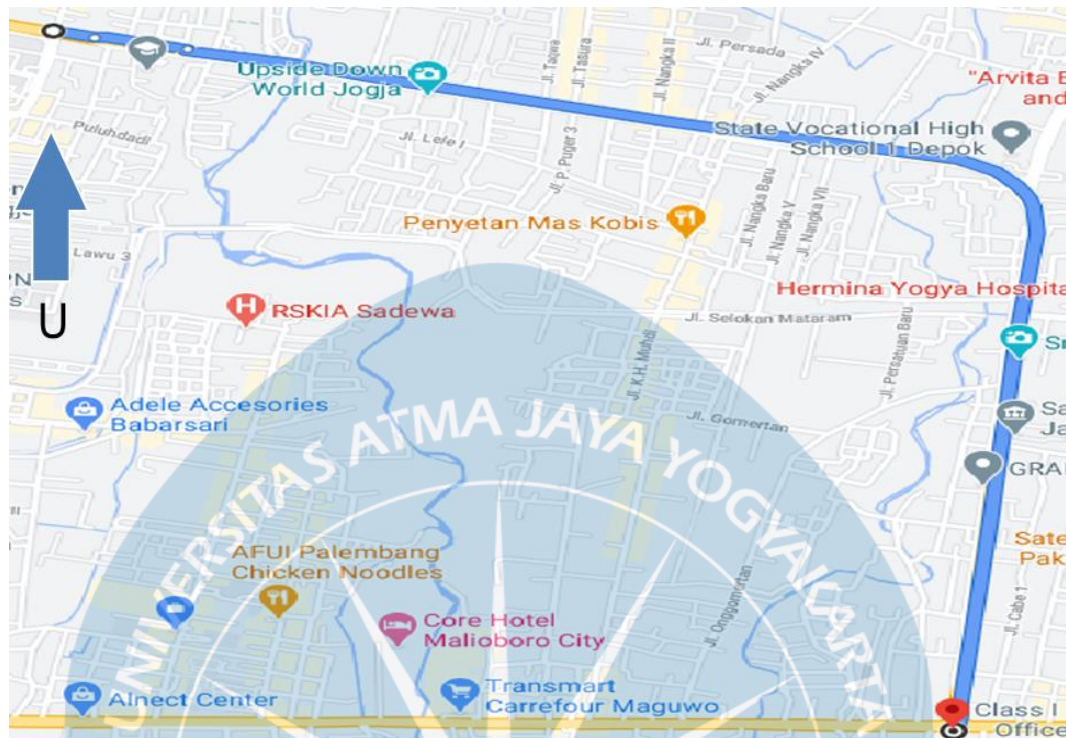 Jl. Persada
Jl. Taqwa
Jl. Tasura
Jl. Nangka II
Jl. Nangka IV
Upside Down
World Jogja
"Arvita
and
State Vocational High
School 1 Depok
Puluhdadi
Jl. Lele I
Jl. P. Puger 3
Penyetan Mas Kobis
Jl. Nangka Baru
Jl. Nangka V
Jl. Nangka VII
Lawu 3
U
RSKIA Sadewa
H
Hermina Yogya Hospita
Jl. Selokan Mataram
Jl. Persatuan Baru
Jl. K.H. Muhdi
Adele Accesories
Babarsari
Jl. Gomertan
GRA
UNIVERSITAS ATMA JAYA YOGYAKARTA
AFUI Palembang
Chicken Noodles
Sate
Pak
Core Hotel
Malioboro City
Jl. Onggomertan
Jl. Cabe 1
Alnect Center
Transmart
Carrefour Maguwo
Class I
Office